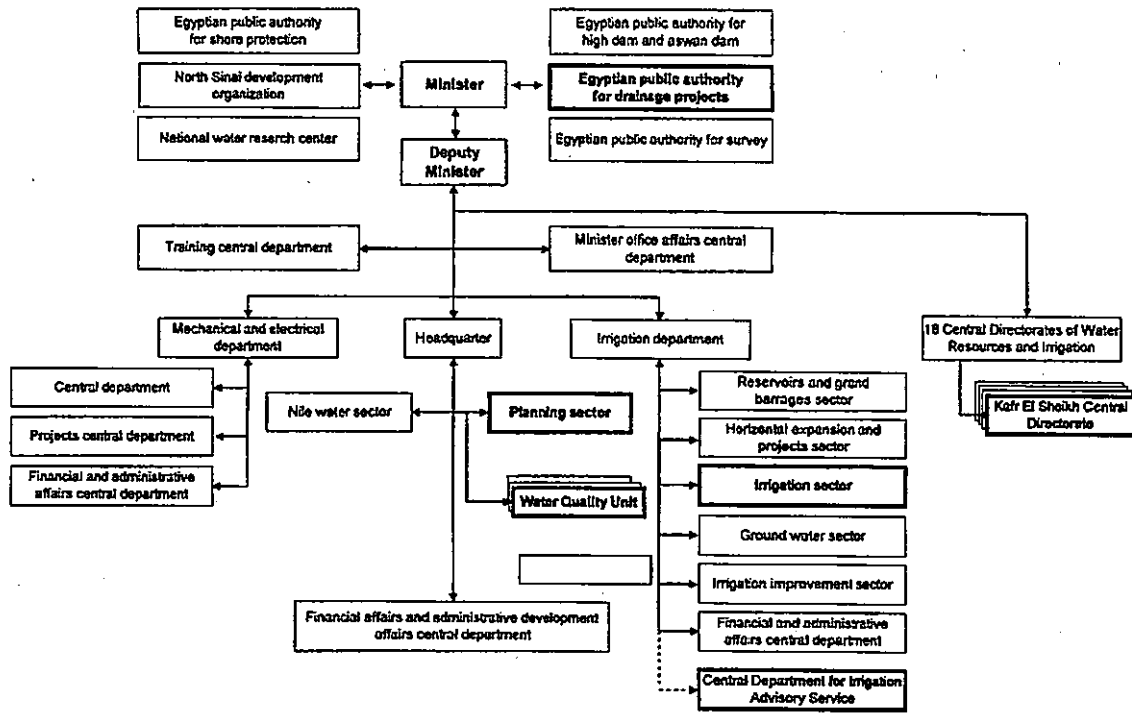 Egyptian public authority
for shore protection
Egyptian public authority for
high dam and aswan dam
North Sinai development
organization
Minister
Egyptian public authority
for drainage projects
National water resarch center
Deputy
Minister
Egyptian public authority for survey
Training central department
Minister office affairs central
department
Mechanical and electrical
department
Headquarter
Irrigation department
18 Central Directorates of Water
Resources and Irrigation
Central department
Projects central department
Financial and administrative
affairs central department
Nile water sector
Planning sector
Water Quality Unit
Financial affairs and administrative development
affairs central department
Reservoirs and grand
barrages sector
Horizontal expansion and
projects sector
Irrigation sector
Ground water sector
Irrigation improvement sector
Financial and administrative
affairs central department
Central Department for Irrigation
Advisory Service
Kafr El Sheikh Central
Directorate